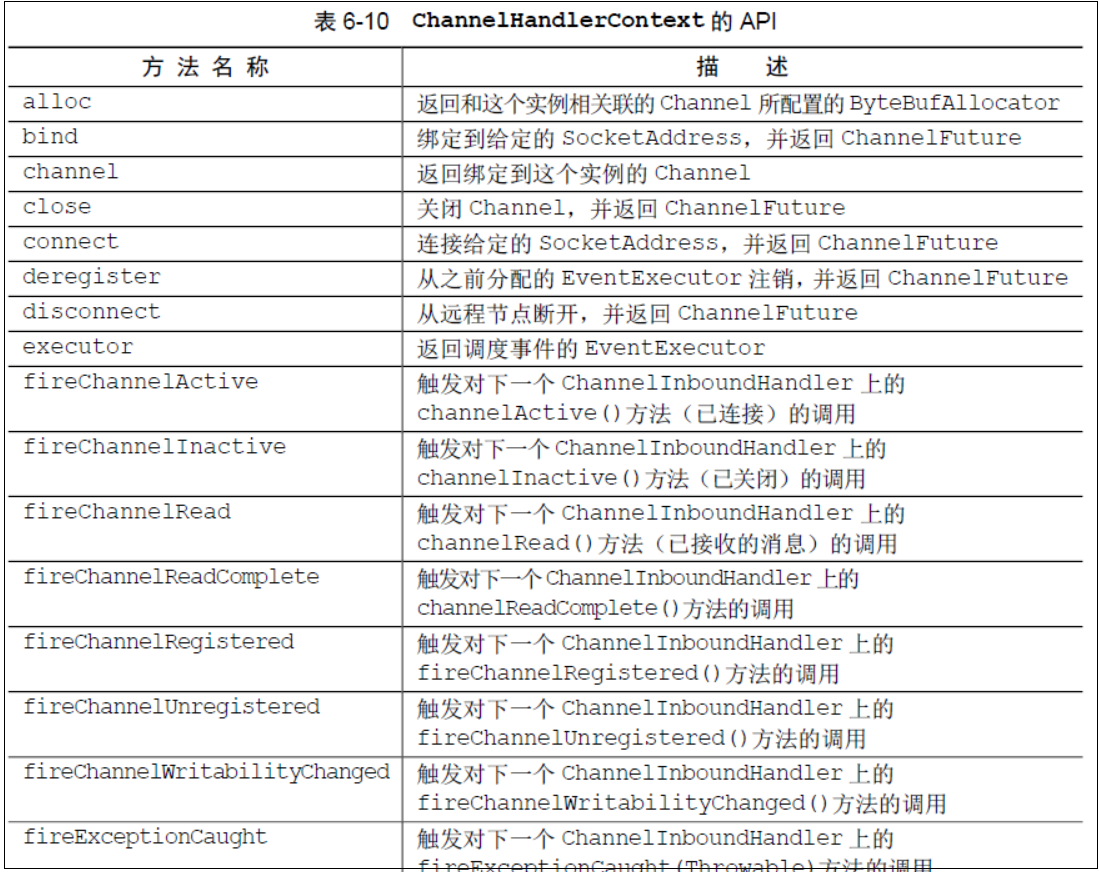 表 6-10 ChannelHandlerContext 的 API
方 法 名 称 描 述
alloc 返回和这个实例相关联的 Channel 所配置的 ByteBufAllocator
bind 绑定到给定的 SocketAddress，并返回 ChannelFuture
channel 返回绑定到这个实例的 Channel
close 关闭 Channel，并返回 ChannelFuture
connect 连接给定的 SocketAddress，并返回 ChannelFuture
deregister 从之前分配的 EventExecutor 注销，并返回 ChannelFuture
disconnect 从远程节点断开，并返回 ChannelFuture
executor 返回调度事件的 EventExecutor
fireChannelActive 触发对下一个 ChannelInboundHandler 上的
channelActive()方法（已连接）的调用
fireChannelInactive 触发对下一个 ChannelInboundHandler 上的
channelInactive()方法（已关闭）的调用
fireChannelRead 触发对下一个 ChannelInboundHandler 上的
channelRead()方法（已接收的消息）的调用
fireChannelReadComplete 触发对下一个 ChannelInboundHandler 上的
channelReadComplete()方法的调用
fireChannelRegistered 触发对下一个 ChannelInboundHandler 上的
fireChannelRegistered()方法的调用
fireChannelUnregistered 触发对下一个 ChannelInboundHandler 上的
fireChannelUnregistered()方法的调用
fireChannelWritabilityChanged 触发对下一个 ChannelInboundHandler 上的
fireChannelWritabilityChanged()方法的调用
fireExceptionCaught 触发对下一个 ChannelInboundHandler 上的
fireExceptionCaught(Throwable)方法的调用